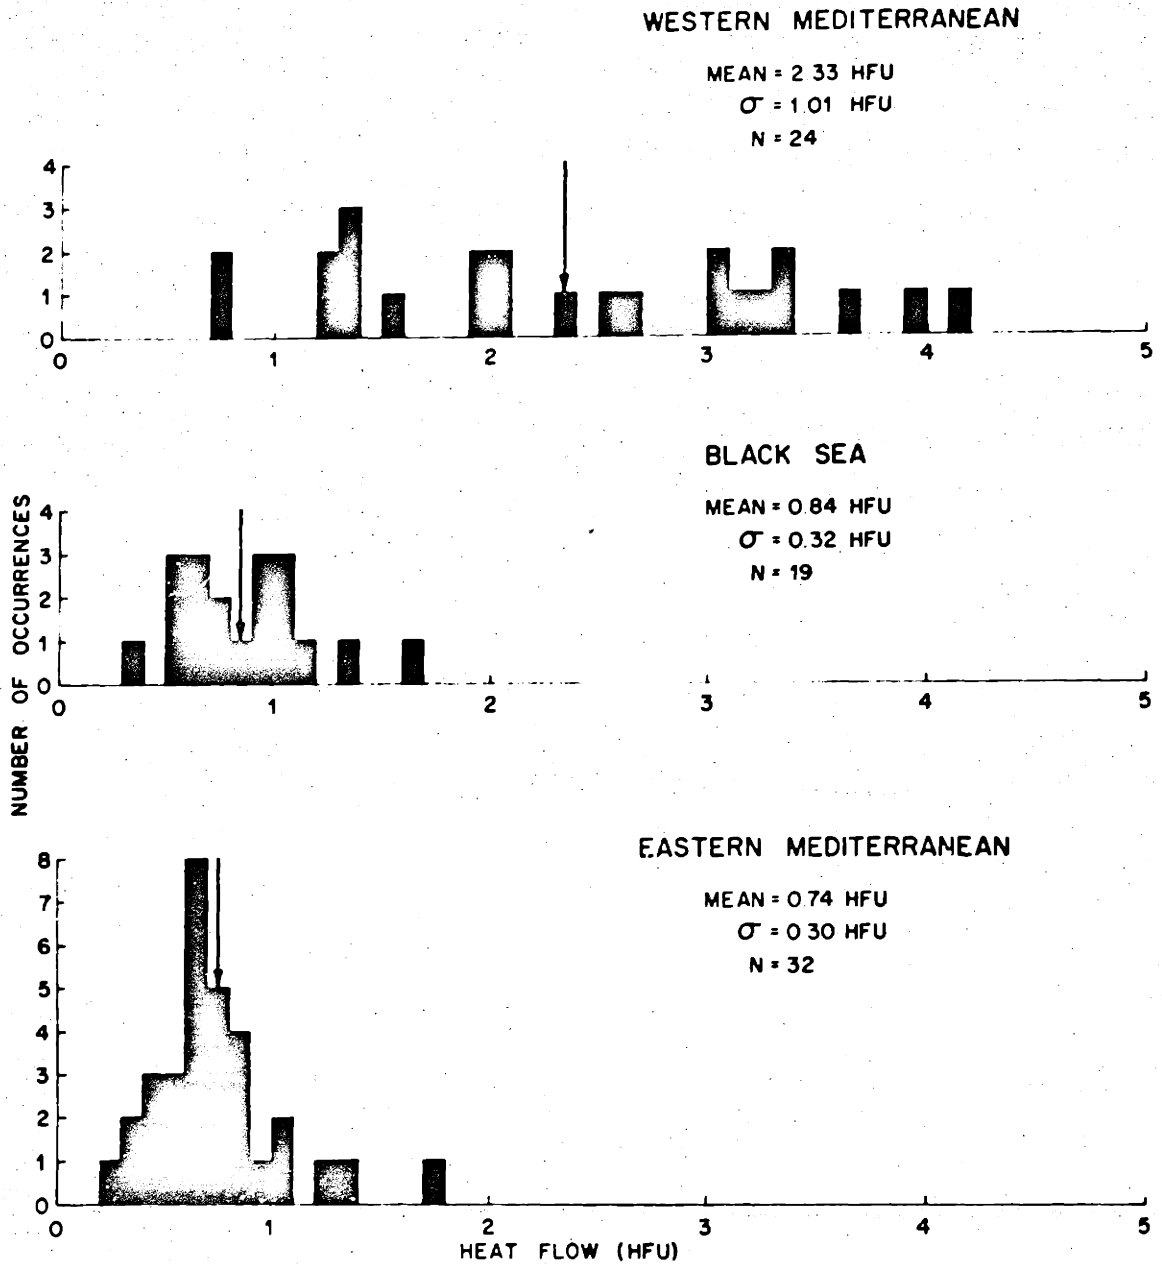 WESTERN MEDITERRANEAN
MEAN = 2.33 HFU
σ = 1.01 HFU
N = 24
4
3
2
1
0
0 1 2 3 4 5
BLACK SEA
MEAN = 0.84 HFU
σ = 0.32 HFU
N = 19
NUMBER OF OCCURRENCES
4
3
2
1
0
0 1 2 3 4 5
EASTERN MEDITERRANEAN
MEAN = 0.74 HFU
σ = 0.30 HFU
N = 32
8
7
6
5
4
3
2
1
0
0 1 2 3 4 5
HEAT FLOW (HFU)